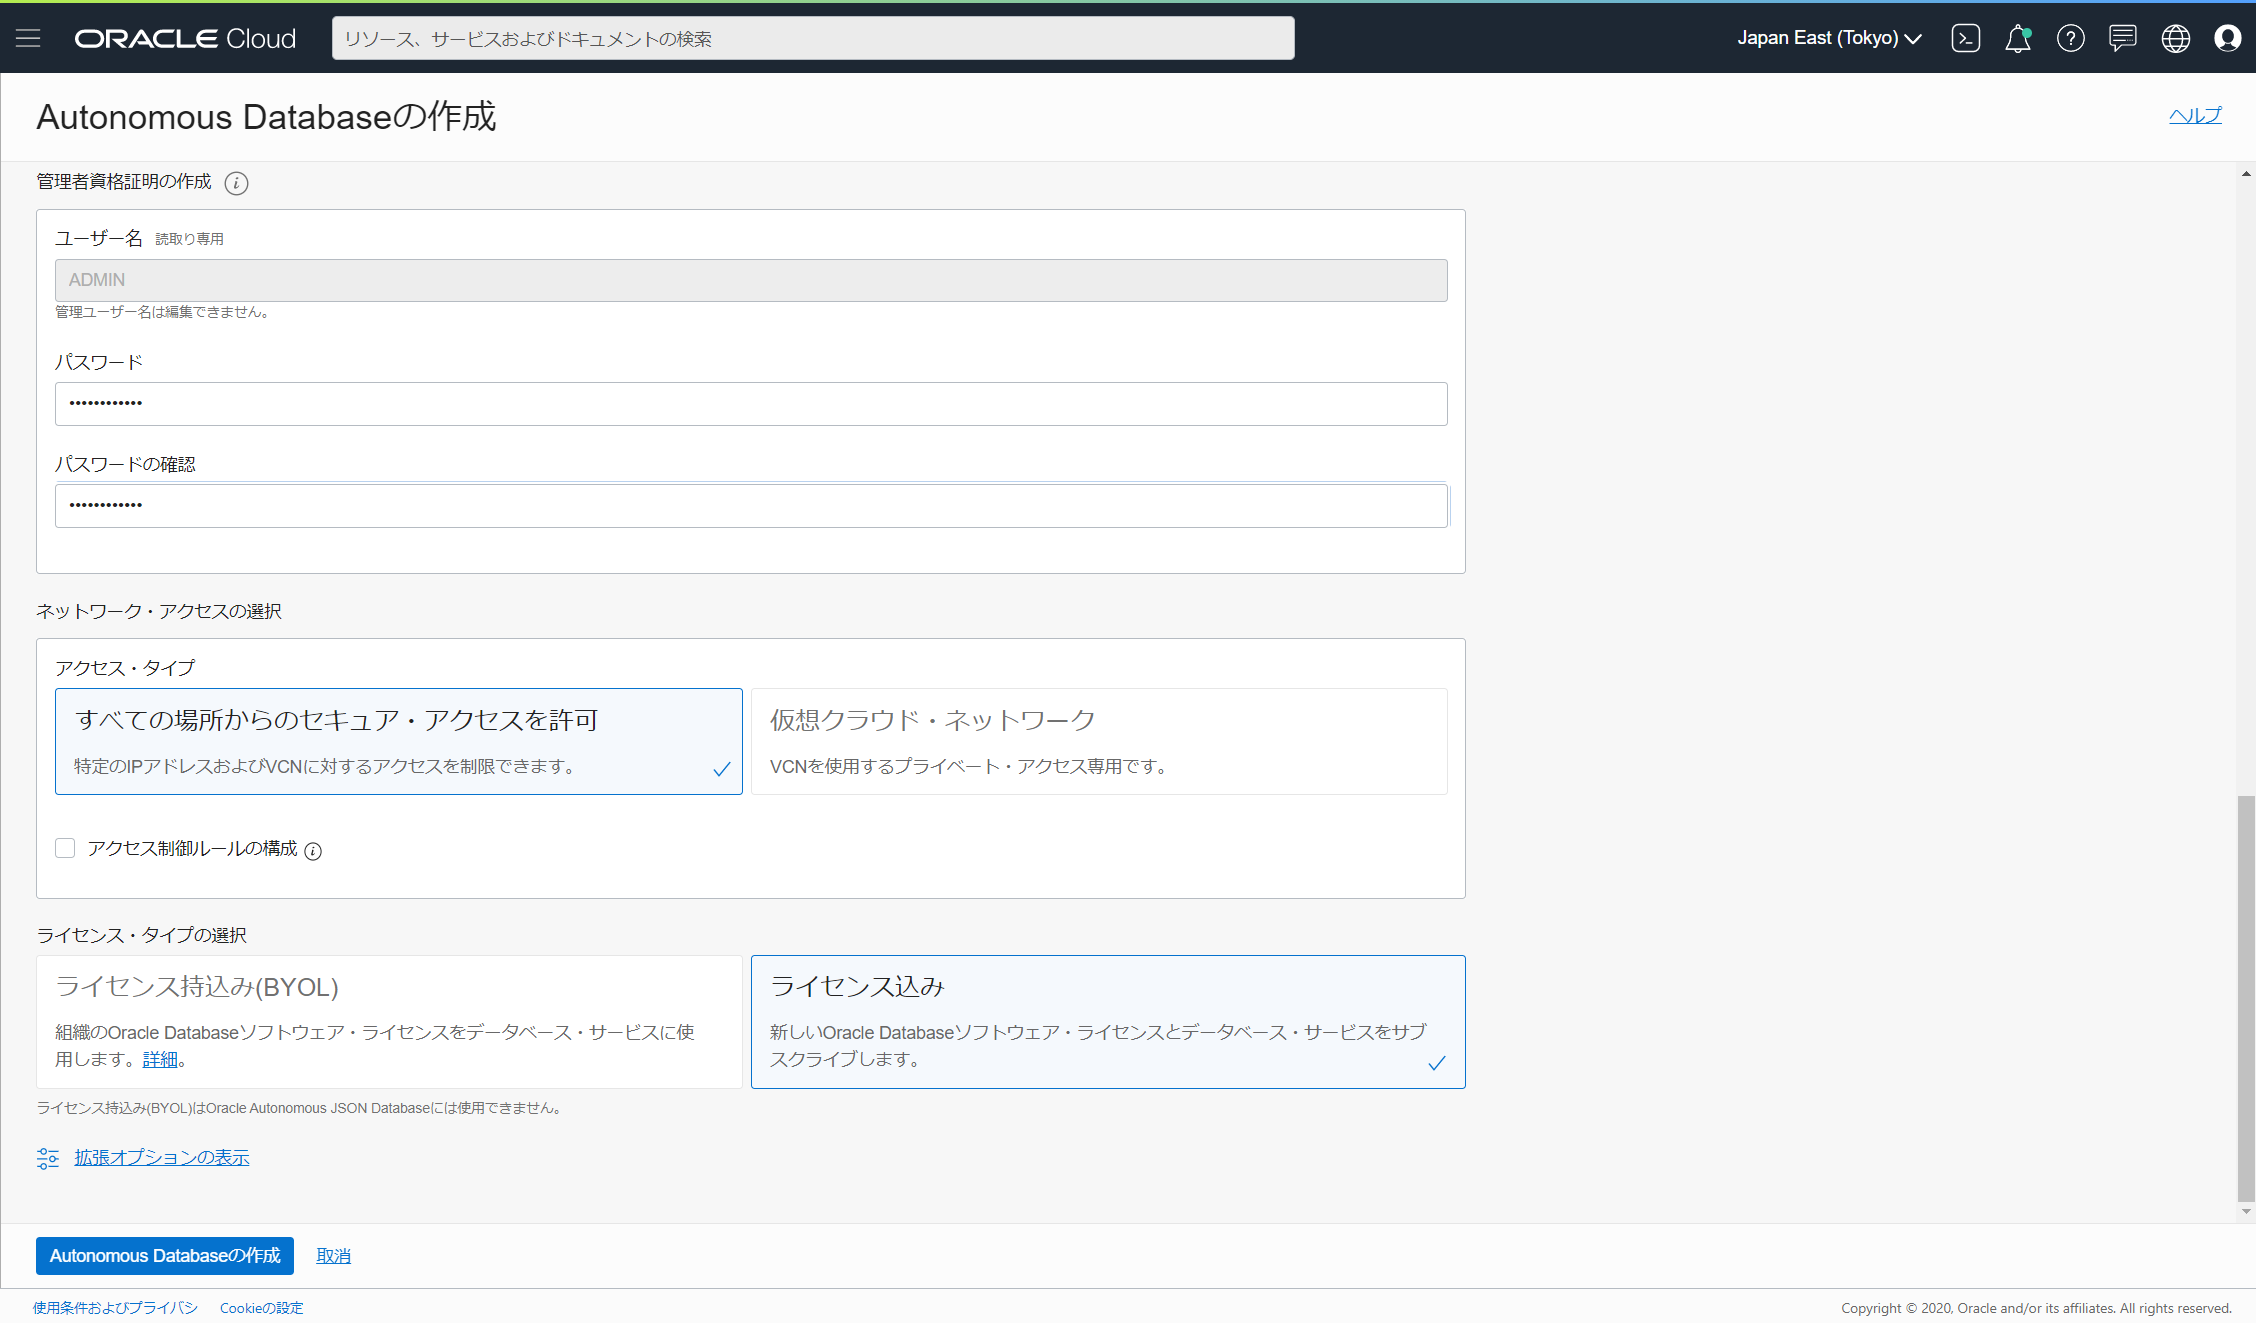 ORACLE Cloud
リソース、サービスおよびドキュメントの検索
Japan East (Tokyo)
Autonomous Databaseの作成
ヘルプ
管理者資格証明の作成
ユーザー名 読取り専用
ADMIN
管理ユーザー名は編集できません。
パスワード
••••••••••••
パスワードの確認
••••••••••••
ネットワーク・アクセスの選択
アクセス・タイプ
すべての場所からのセキュア・アクセスを許可
特定のIPアドレスおよびVCNに対するアクセスを制限できます。
仮想クラウド・ネットワーク
VCNを使用するプライベート・アクセス専用です。
アクセス制御ルールの構成
ライセンス・タイプの選択
ライセンス持込み(BYOL)
組織のOracle Databaseソフトウェア・ライセンスをデータベース・サービスに使
用します。詳細。
ライセンス込み
新しいOracle Databaseソフトウェア・ライセンスとデータベース・サービスをサブ
スクライブします。
ライセンス持込み(BYOL)はOracle Autonomous JSON Databaseには使用できません。
拡張オプションの表示
Autonomous Databaseの作成
取消
使用条件およびプライバシ
Cookieの設定
Copyright © 2020, Oracle and/or its affiliates. All rights reserved.